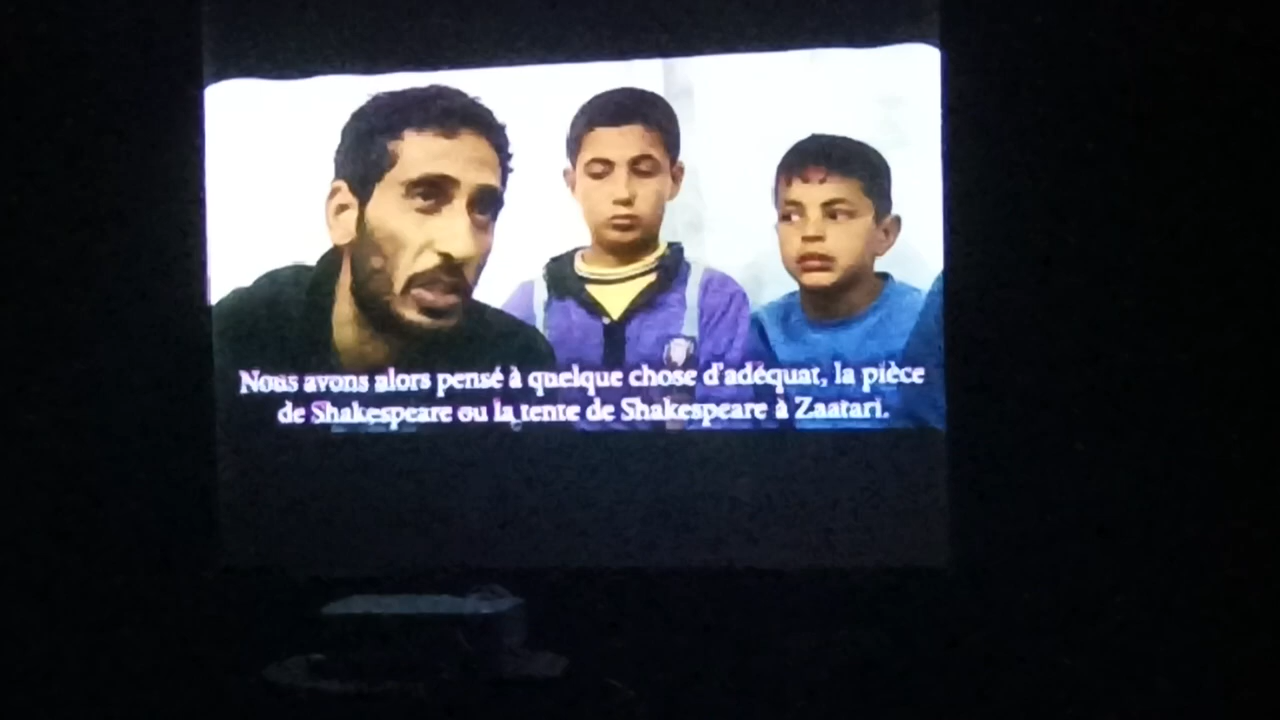 Nous avons alors pensé à quelque chose d'adéquat, la pièce
de Shakespeare ou la tente de Shakespeare à Zaatari.